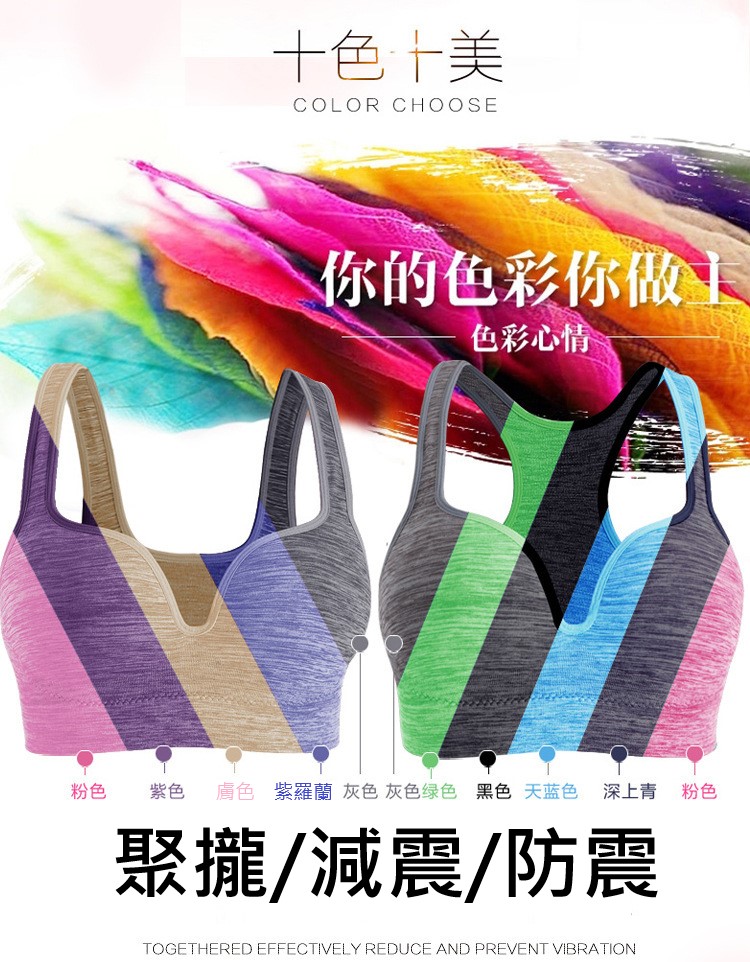 十色十美
COLOR CHOOSE
你的色彩你做主
色彩心情
粉色 紫色 膚色 紫羅蘭 灰色 灰色 绿色 黑色 天蓝色 深上青 粉色
聚攏/減震/防震
TOGETHERED EFFECTIVELY REDUCE AND PREVENT VIBRATION